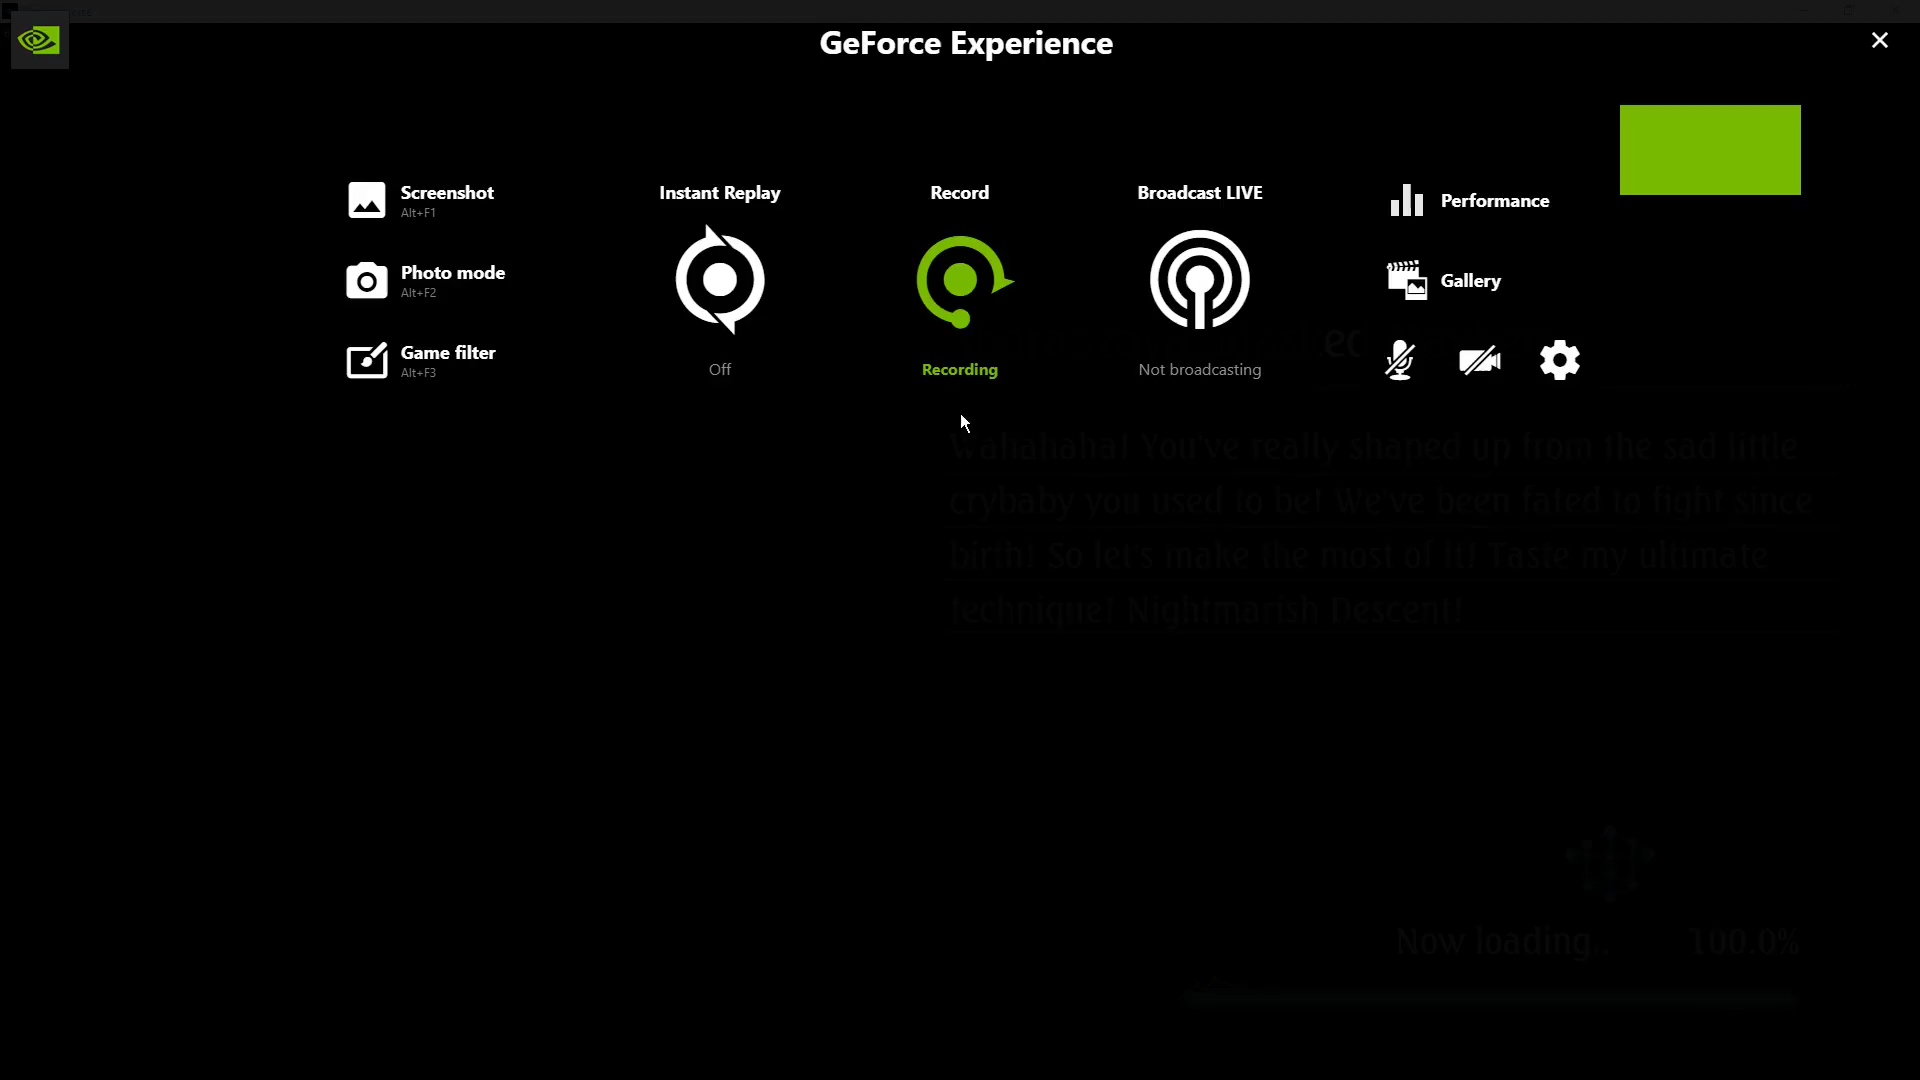 GeForce Experience
Screenshot
Alt+F1
Instant Replay
Record
Broadcast LIVE
Performance
Photo mode
Alt+F2
Gallery
Game filter
Alt+F3
Off
Recording
Not broadcasting
Wahahaha! You've really shaped up from the sad little
crybaby you used to be! We've been fated to fight since
birth! So let's make the most of it! Taste my ultimate
technique! Nightmarish Descent!
Now loading..
100.0%